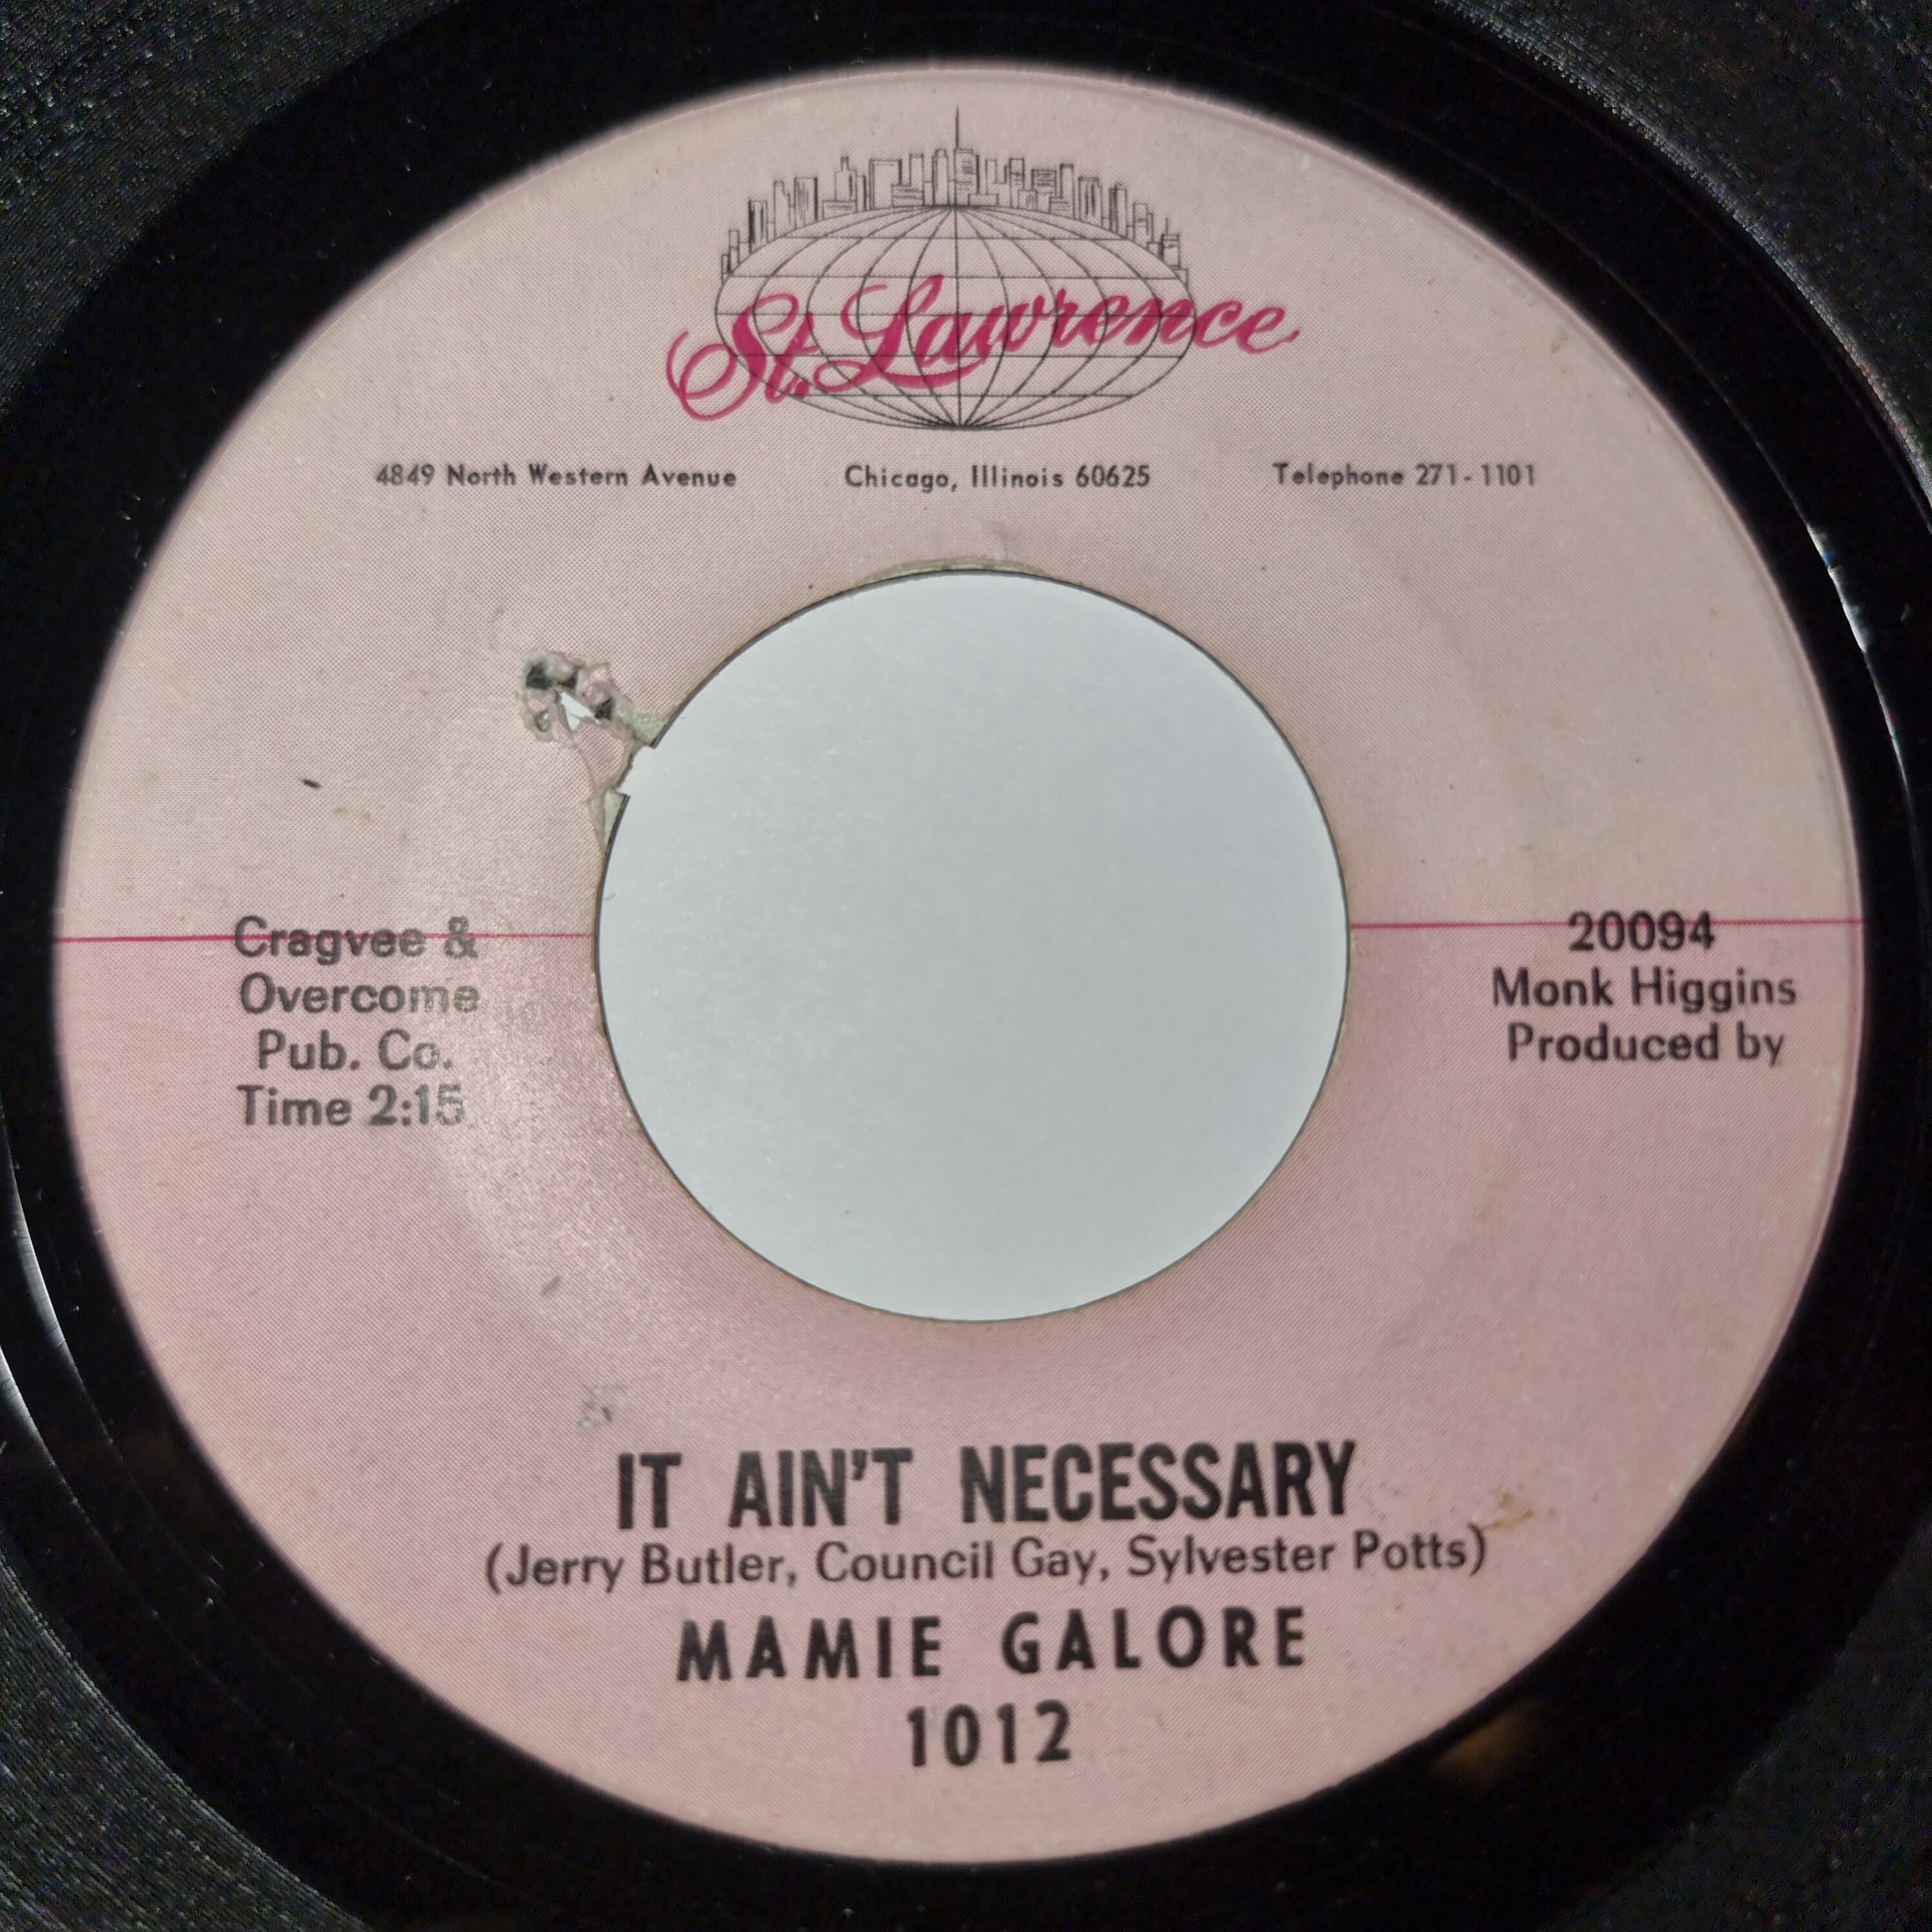 St. Lawrence
4849 North Western Avenue Chicago, Illinois 60625 Telephone 271-1101
Cragvee &
Overcome
Pub. Co.
Time 2:15
20094
Monk Higgins
Produced by
IT AIN'T NECESSARY
(Jerry Butler, Council Gay, Sylvester Potts)
MAMIE GALORE
1012